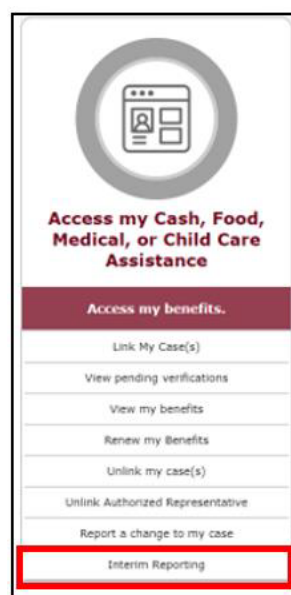 Access my Cash, Food,
Medical, or Child Care
Assistance
Access my benefits.
Link My Case(s)
View pending verifications
View my benefits
Renew my Benefits
Unlink my case(s)
Unlink Authorized Representative
Report a change to my case
Interim Reporting